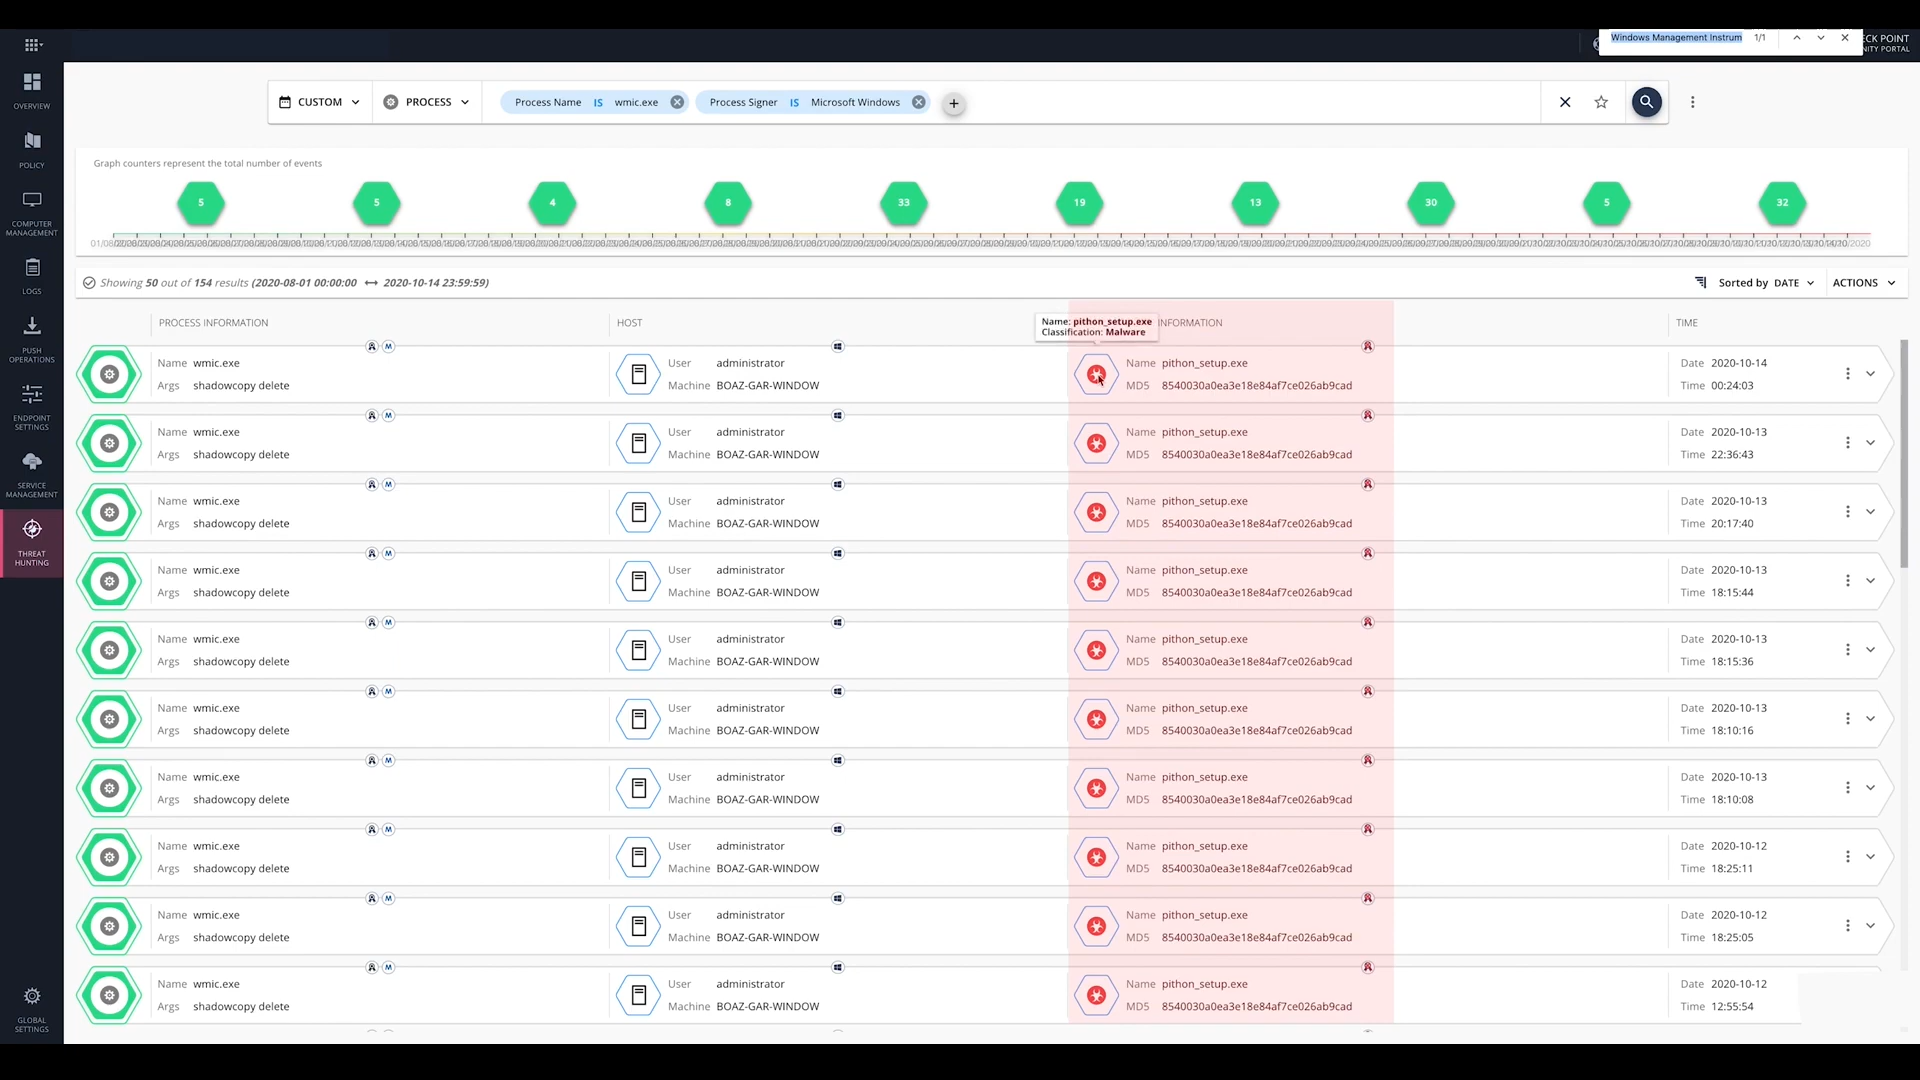 Windows Management Instrum 1/1
ECK POINT
NITY PORTAL
OVERVIEW
POLICY
COMPUTER
MANAGEMENT
LOGS
PUSH
OPERATIONS
ENDPOINT
SETTINGS
SERVICE
MANAGEMENT
THREAT
HUNTING
GLOBAL
SETTINGS
CUSTOM PROCESS Process Name IS wmic.exe Process Signer IS Microsoft Windows +
Graph counters represent the total number of events
5 5 4 8 33 19 13 30 5 32
Showing 50 out of 154 results (2020-08-01 00:00:00 ↔ 2020-10-14 23:59:59) Sorted by DATE ACTIONS
PROCESS INFORMATION HOST INFORMATION TIME
Name: pithon_setup.exe
Classification: Malware
Name wmic.exe User administrator Name pithon_setup.exe Date 2020-10-14
Args shadowcopy delete Machine BOAZ-GAR-WINDOW MD5 8540030a0ea3e18e84af7ce026ab9cad Time 00:24:03
Name wmic.exe User administrator Name pithon_setup.exe Date 2020-10-13
Args shadowcopy delete Machine BOAZ-GAR-WINDOW MD5 8540030a0ea3e18e84af7ce026ab9cad Time 22:36:43
Name wmic.exe User administrator Name pithon_setup.exe Date 2020-10-13
Args shadowcopy delete Machine BOAZ-GAR-WINDOW MD5 8540030a0ea3e18e84af7ce026ab9cad Time 20:17:40
Name wmic.exe User administrator Name pithon_setup.exe Date 2020-10-13
Args shadowcopy delete Machine BOAZ-GAR-WINDOW MD5 8540030a0ea3e18e84af7ce026ab9cad Time 18:15:44
Name wmic.exe User administrator Name pithon_setup.exe Date 2020-10-13
Args shadowcopy delete Machine BOAZ-GAR-WINDOW MD5 8540030a0ea3e18e84af7ce026ab9cad Time 18:15:36
Name wmic.exe User administrator Name pithon_setup.exe Date 2020-10-13
Args shadowcopy delete Machine BOAZ-GAR-WINDOW MD5 8540030a0ea3e18e84af7ce026ab9cad Time 18:10:16
Name wmic.exe User administrator Name pithon_setup.exe Date 2020-10-13
Args shadowcopy delete Machine BOAZ-GAR-WINDOW MD5 8540030a0ea3e18e84af7ce026ab9cad Time 18:10:08
Name wmic.exe User administrator Name pithon_setup.exe Date 2020-10-12
Args shadowcopy delete Machine BOAZ-GAR-WINDOW MD5 8540030a0ea3e18e84af7ce026ab9cad Time 18:25:11
Name wmic.exe User administrator Name pithon_setup.exe Date 2020-10-12
Args shadowcopy delete Machine BOAZ-GAR-WINDOW MD5 8540030a0ea3e18e84af7ce026ab9cad Time 18:25:05
Name wmic.exe User administrator Name pithon_setup.exe Date 2020-10-12
Args shadowcopy delete Machine BOAZ-GAR-WINDOW MD5 8540030a0ea3e18e84af7ce026ab9cad Time 12:55:54